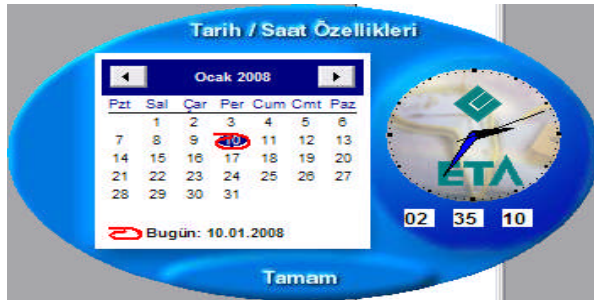 Tarih / Saat Özellikleri
Ocak 2008
Pzt Sal Çar Per Cum Cmt Paz
1 2 3 4 5 6
7 8 9 10 11 12 13
14 15 16 17 18 19 20
21 22 23 24 25 26 27
28 29 30 31
Bugün: 10.01.2008
ETA
02 35 10
Tamam